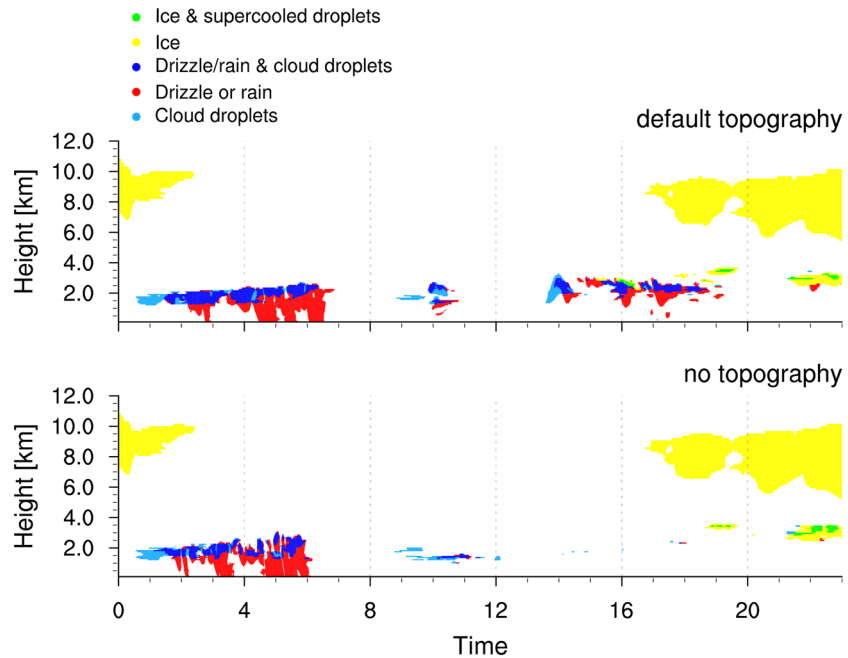 Ice & supercooled droplets
Ice
Drizzle/rain & cloud droplets
Drizzle or rain
Cloud droplets
default topography
12.0
10.0
8.0
6.0
4.0
2.0
Height [km]
no topography
12.0
10.0
8.0
6.0
4.0
2.0
Height [km]
0 4 8 12 16 20
Time